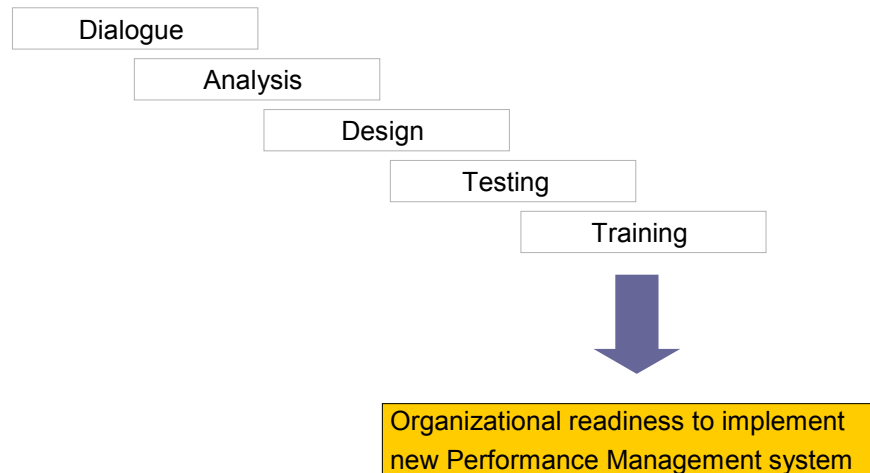 Dialogue
Analysis
Design
Testing
Training
Organizational readiness to implement
new Performance Management system